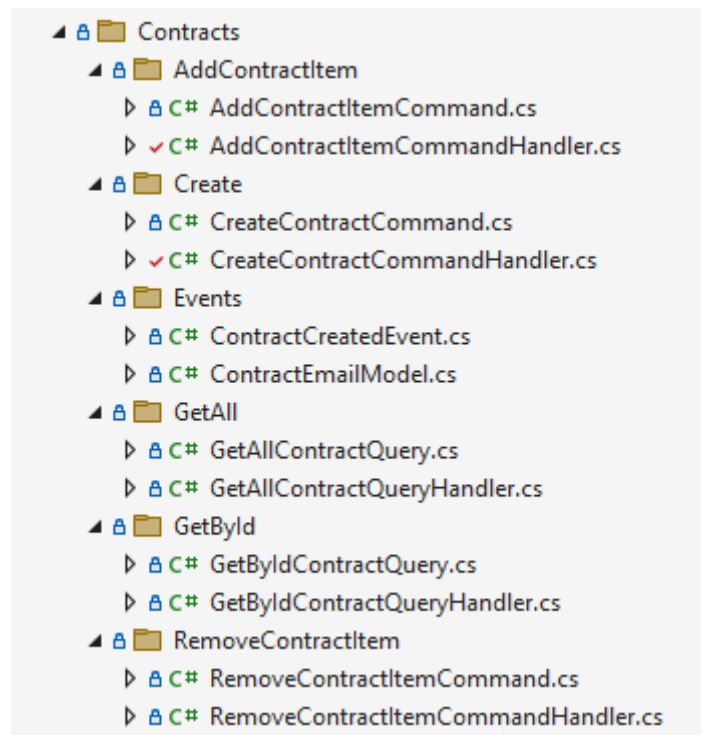 Contracts
AddContractItem
C# AddContractItemCommand.cs
C# AddContractItemCommandHandler.cs
Create
C# CreateContractCommand.cs
C# CreateContractCommandHandler.cs
Events
C# ContractCreatedEvent.cs
C# ContractEmailModel.cs
GetAll
C# GetAllContractQuery.cs
C# GetAllContractQueryHandler.cs
GetById
C# GetByIdContractQuery.cs
C# GetByIdContractQueryHandler.cs
RemoveContractItem
C# RemoveContractItemCommand.cs
C# RemoveContractItemCommandHandler.cs